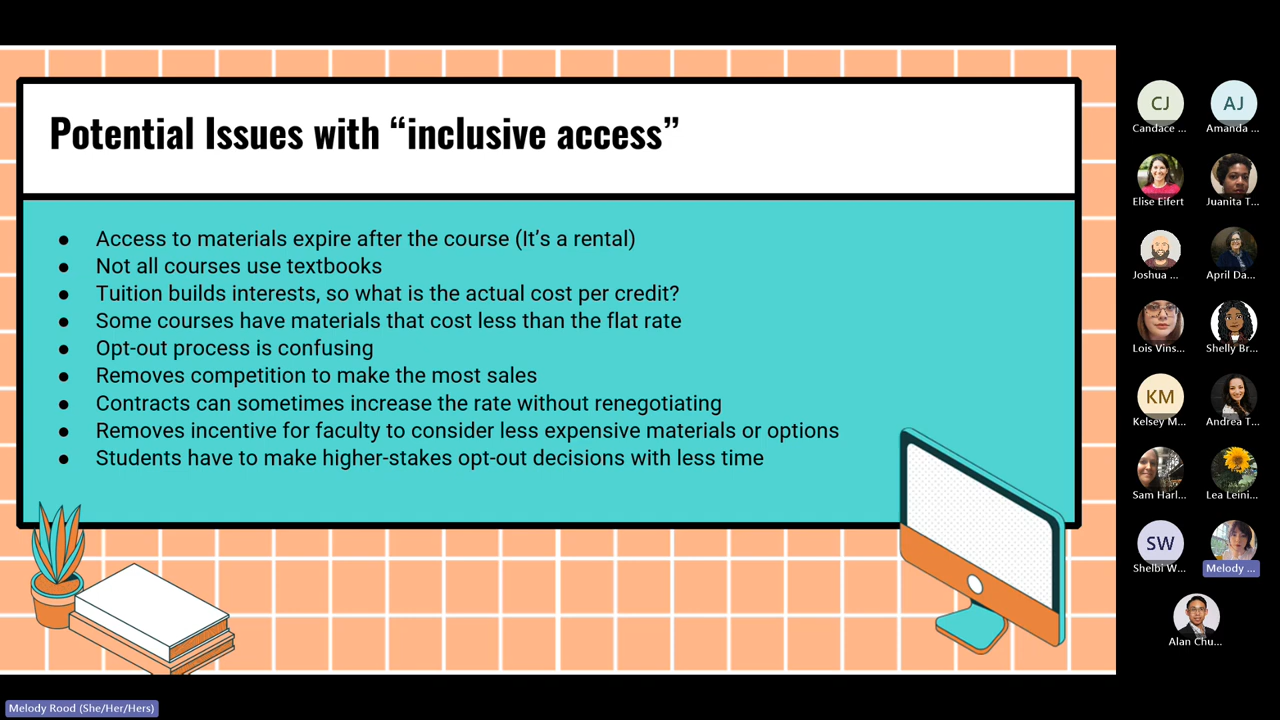 Potential Issues with “inclusive access”
● Access to materials expire after the course (It’s a rental)
● Not all courses use textbooks
● Tuition builds interests, so what is the actual cost per credit?
● Some courses have materials that cost less than the flat rate
● Opt-out process is confusing
● Removes competition to make the most sales
● Contracts can sometimes increase the rate without renegotiating
● Removes incentive for faculty to consider less expensive materials or options
● Students have to make higher-stakes opt-out decisions with less time
CJ AJ
Candace ... Amanda ...
Elise Eifert Juanita T...
Joshua ... April Da...
Lois Vins... Shelly Br...
KM
Kelsey M... Andrea T...
Sam Harl... Lea Leini...
SW
Shelbi W... Melody ...
Alan Chu...
Melody Rood (She/Her/Hers)